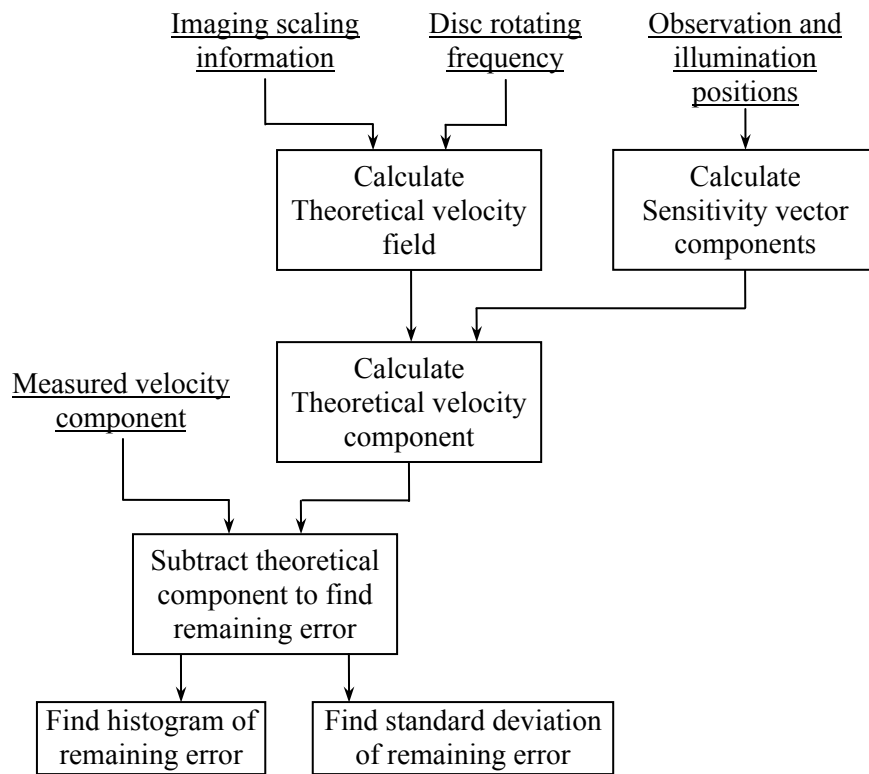 Imaging scaling
information
Disc rotating
frequency
Observation and
illumination
positions
Calculate
Theoretical velocity
field
Calculate
Sensitivity vector
components
Calculate
Theoretical velocity
component
Measured velocity
component
Subtract theoretical
component to find
remaining error
Find histogram of
remaining error
Find standard deviation
of remaining error